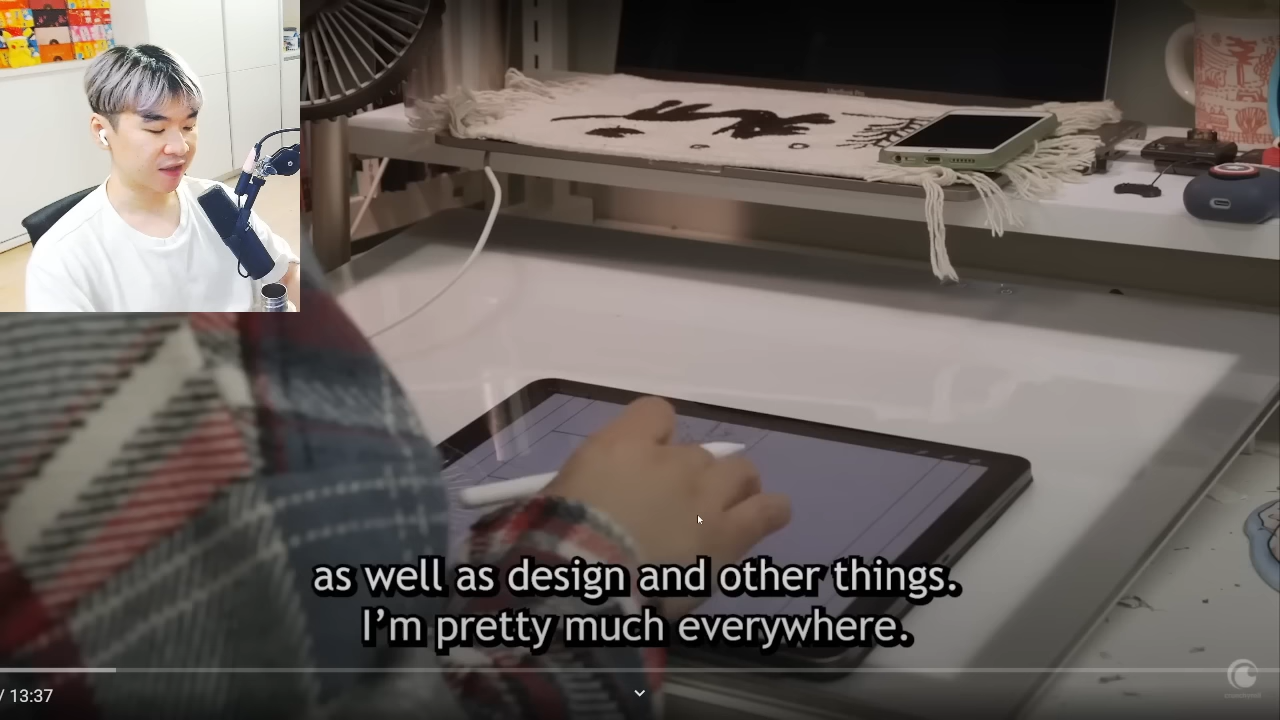 as well as design and other things.
I'm pretty much everywhere.
/ 13:37